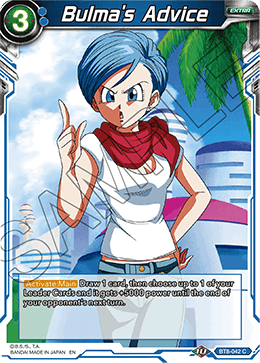 3 Bulma's Advice EXTRA
SAMPLE
Activate:Main Draw 1 card, then choose up to 1 of your
Leader Cards and it gets +5000 power until the end of
your opponent's next turn.
©B.S./S., T.A.
BANDAI MADE IN JAPAN EN
BT8-042 C